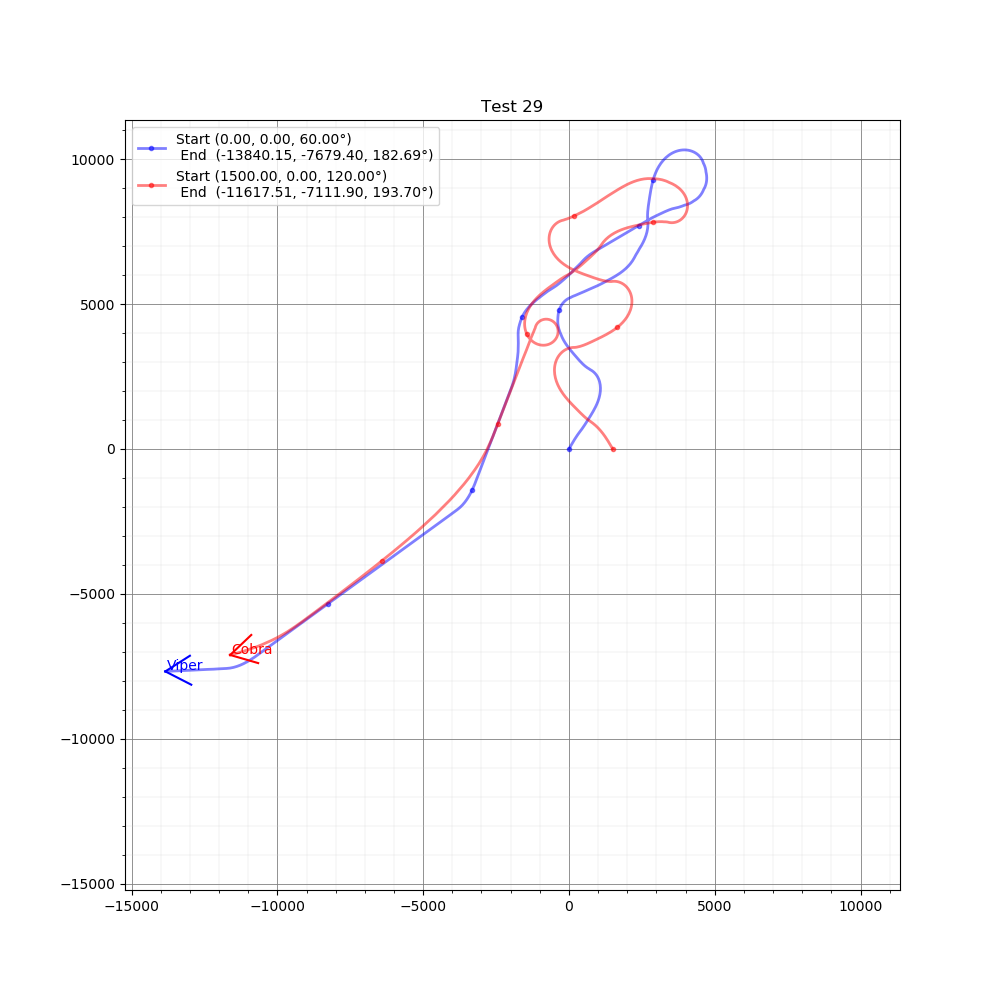 Test 29
Start (0.00, 0.00, 60.00°)
End  (-13840.15, -7679.40, 182.69°)
Start (1500.00, 0.00, 120.00°)
End  (-11617.51, -7111.90, 193.70°)
10000
5000
0
−5000
−10000
−15000
Cobra
Viper
−15000 −10000 −5000 0 5000 10000